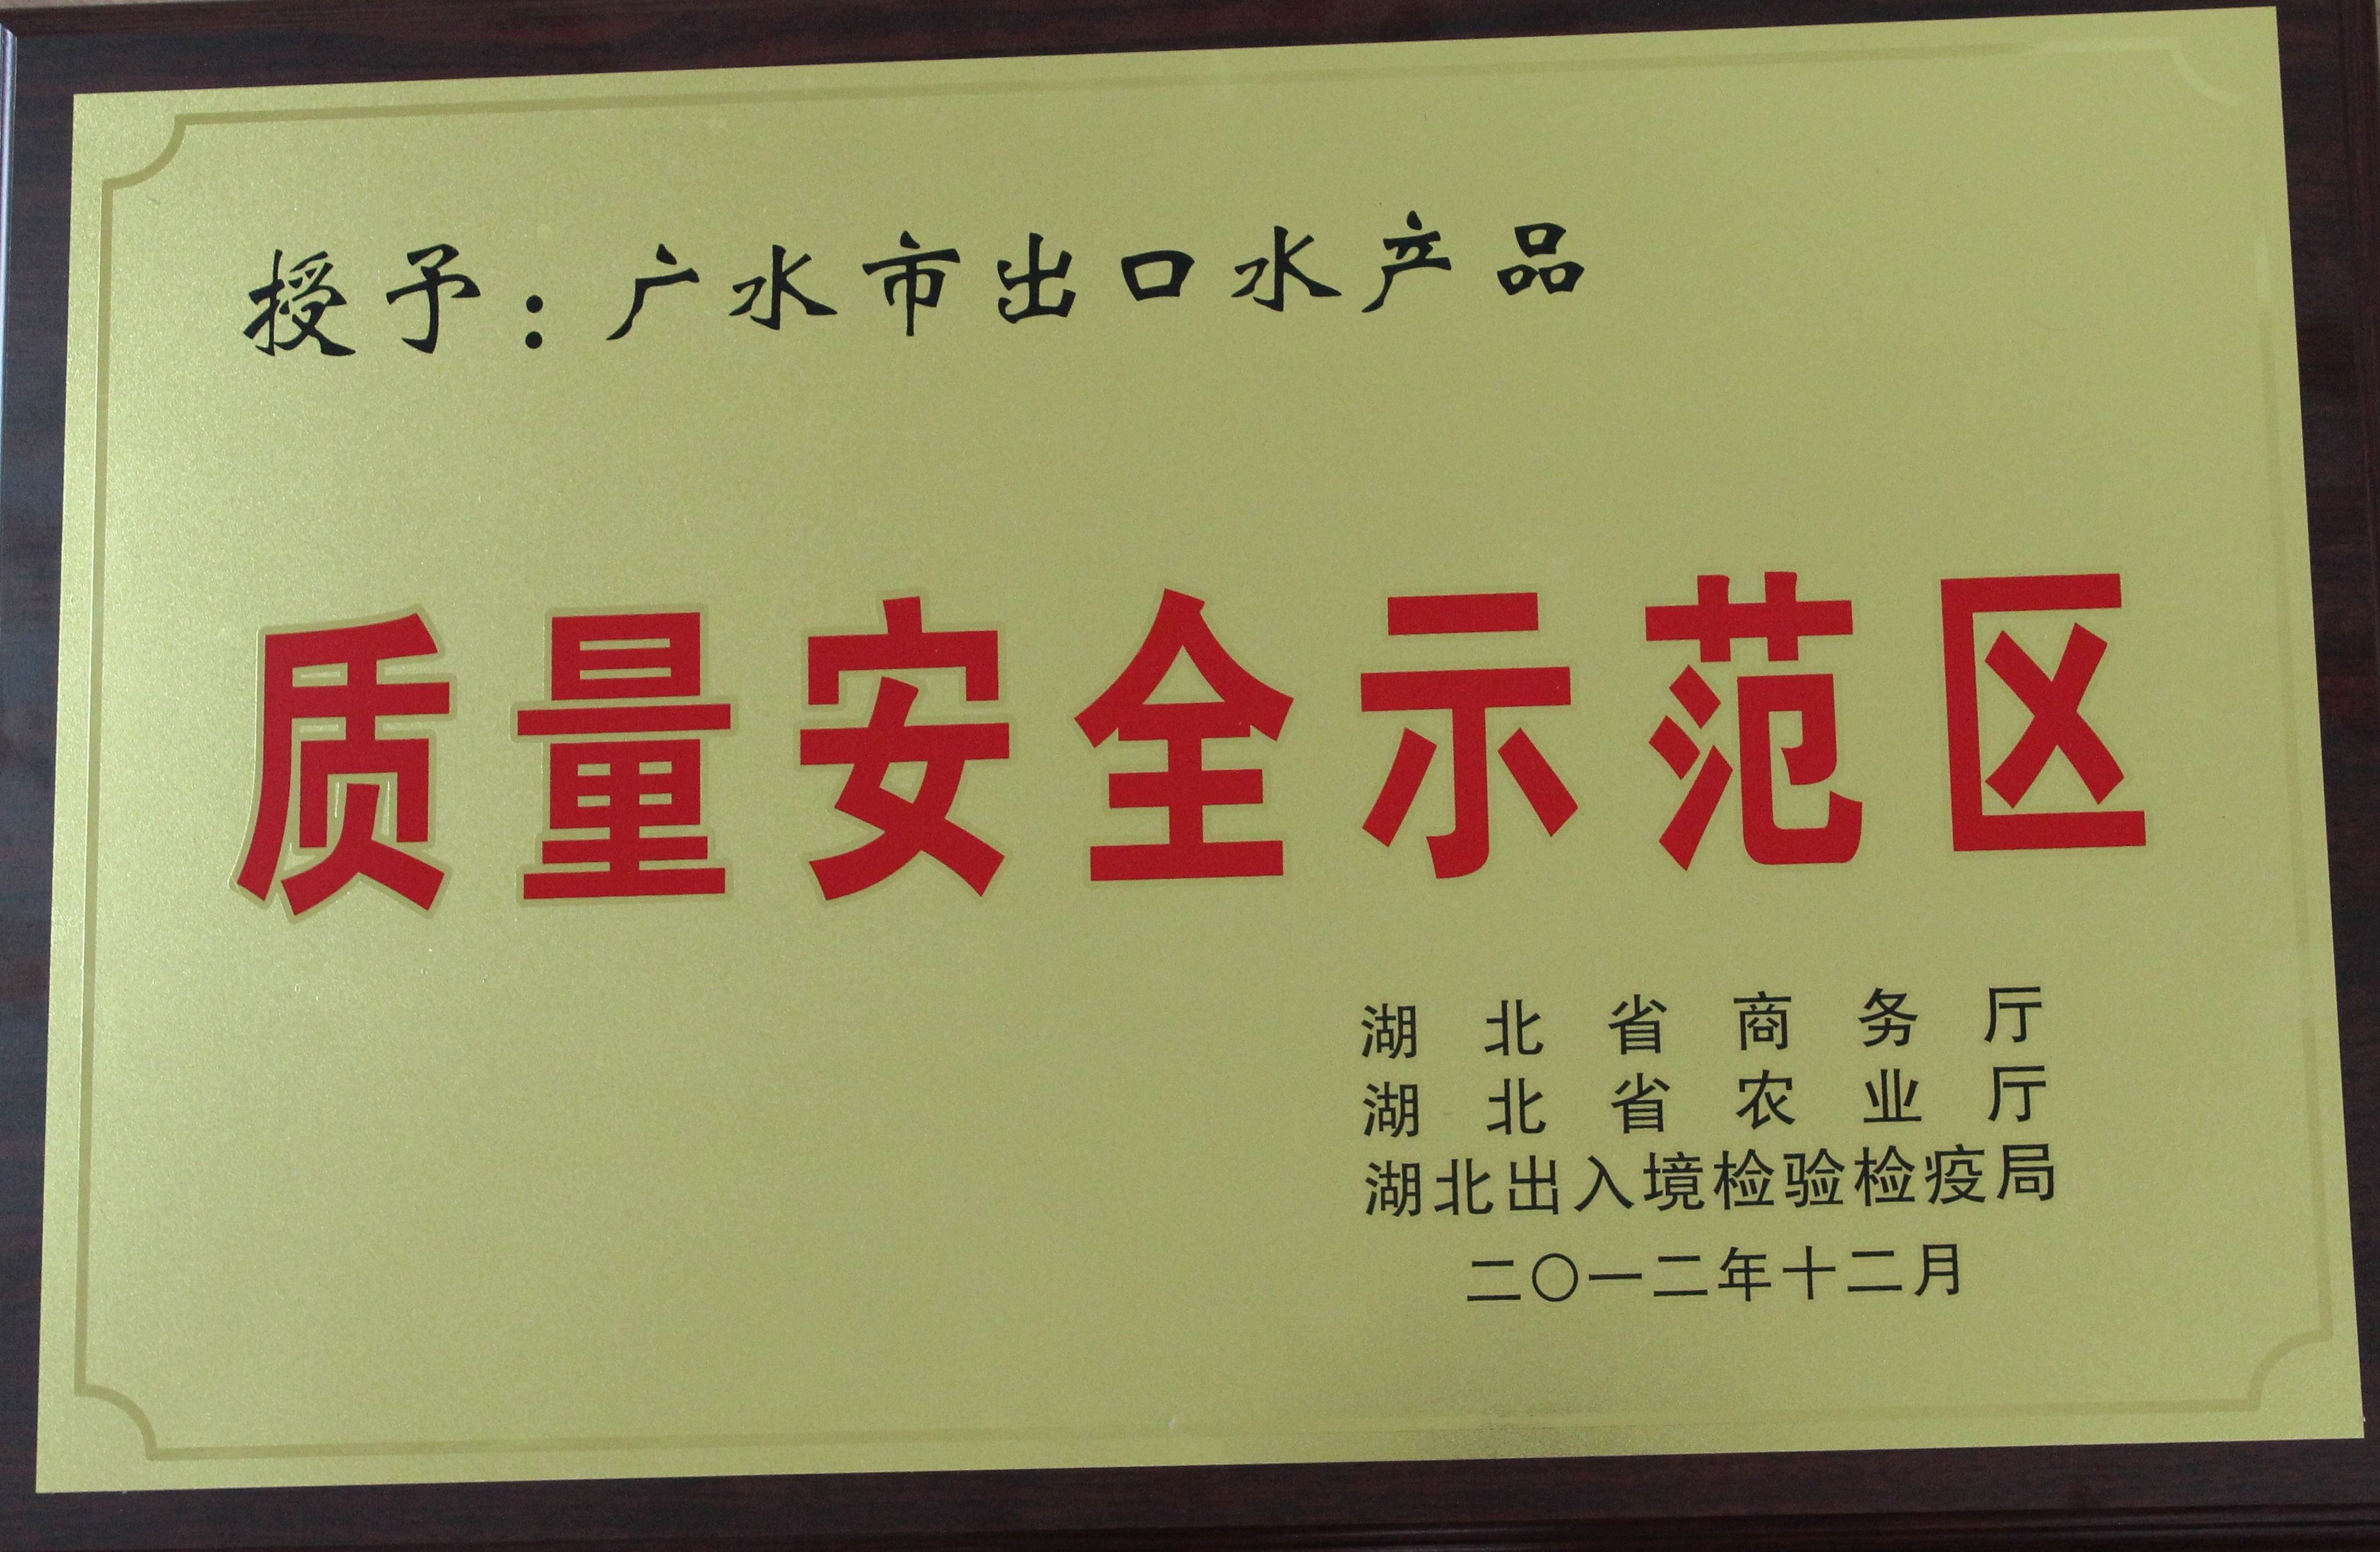 授予：广水市出口水产品
质量安全示范区
湖北省商务厅
湖北省农业厅
湖北出入境检验检疫局
二〇一二年十二月